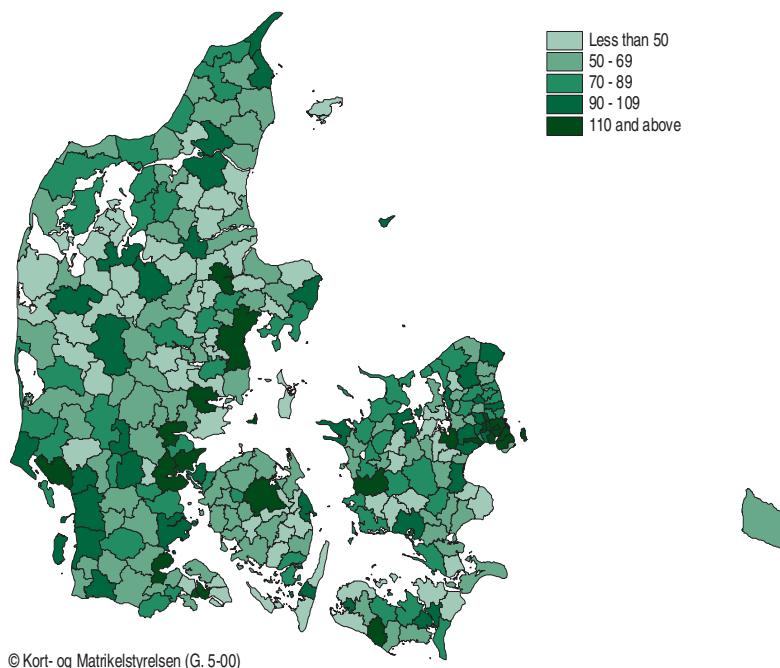 Less than 50
50 - 69
70 - 89
90 - 109
110 and above
© Kort- og Matrikelstyrelsen (G. 5-00)